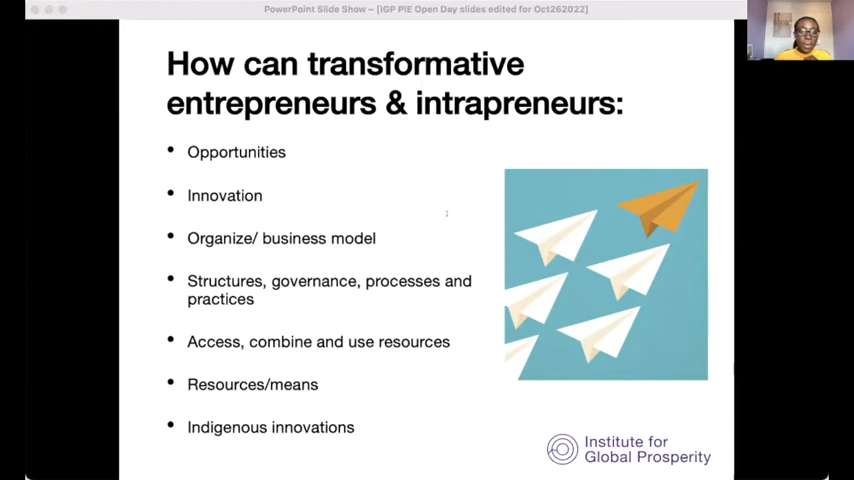 PowerPoint Slide Show – [IGP PIE Open Day slides edited for Oct262022]
How can transformative
entrepreneurs & intrapreneurs:
• Opportunities
• Innovation
• Organize/ business model
• Structures, governance, processes and
practices
• Access, combine and use resources
• Resources/means
• Indigenous innovations
Institute for
Global Prosperity